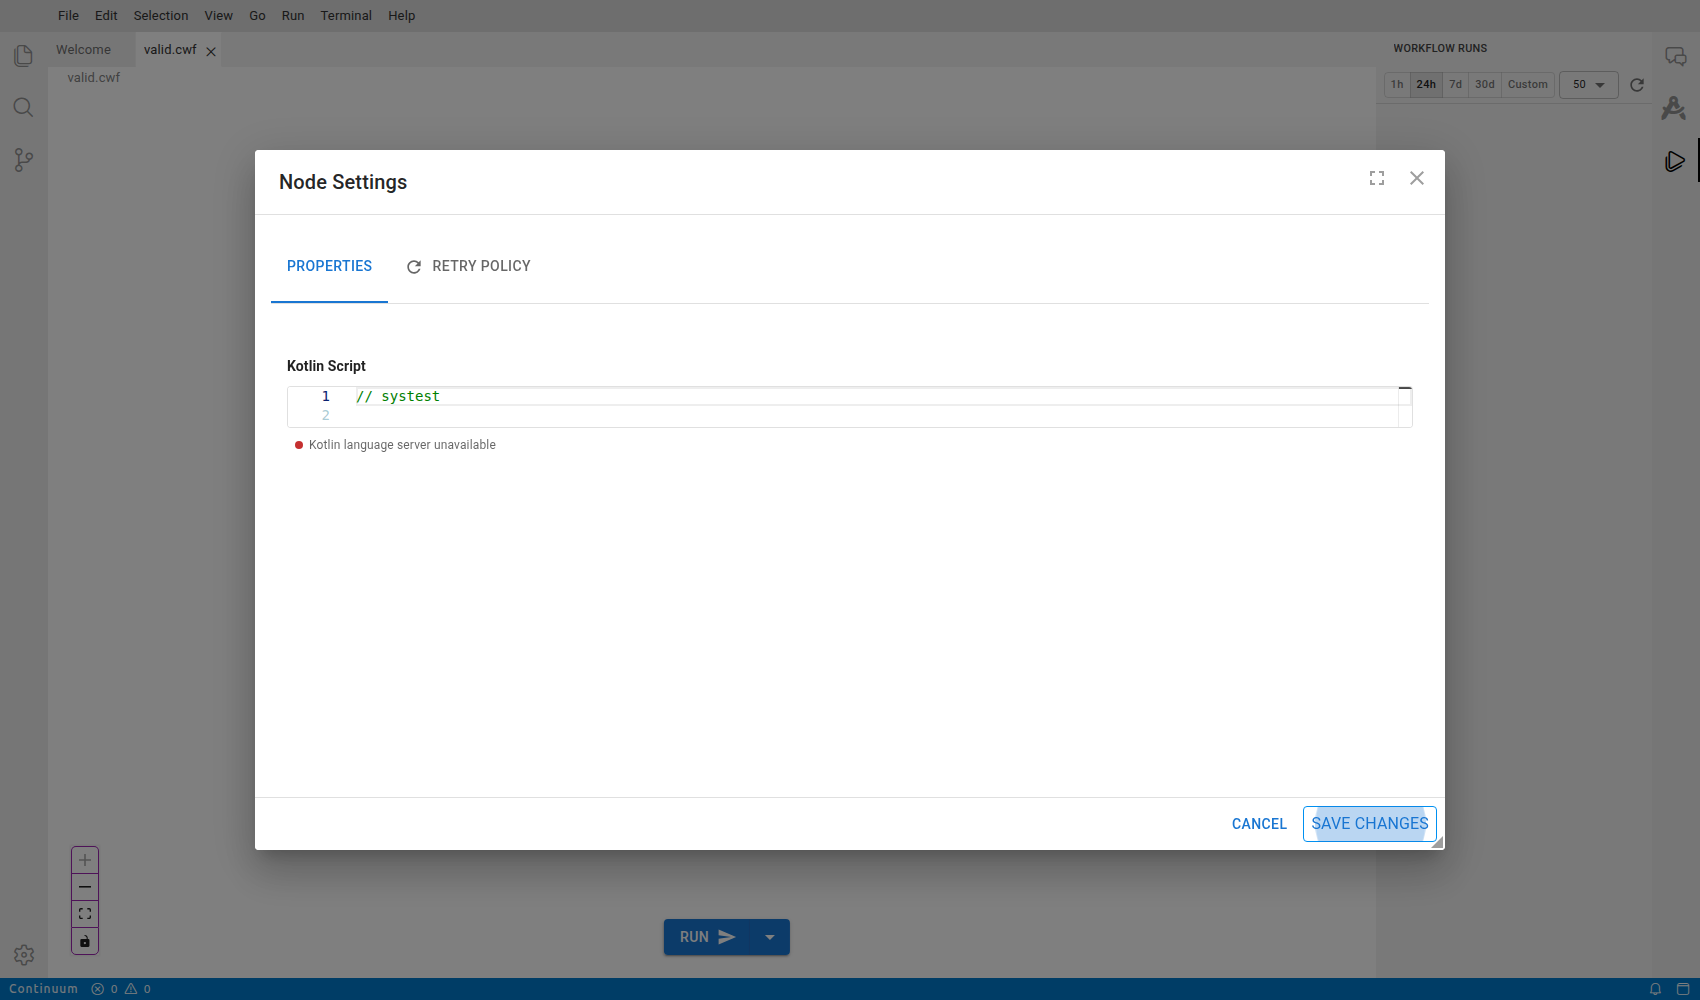 File Edit Selection View Go Run Terminal Help
Welcome valid.cwf
valid.cwf
WORKFLOW RUNS
1h 24h 7d 30d Custom 50
Node Settings
PROPERTIES RETRY POLICY
Kotlin Script
1 // systest
2
Kotlin language server unavailable
CANCEL SAVE CHANGES
RUN
Continuum 0 0